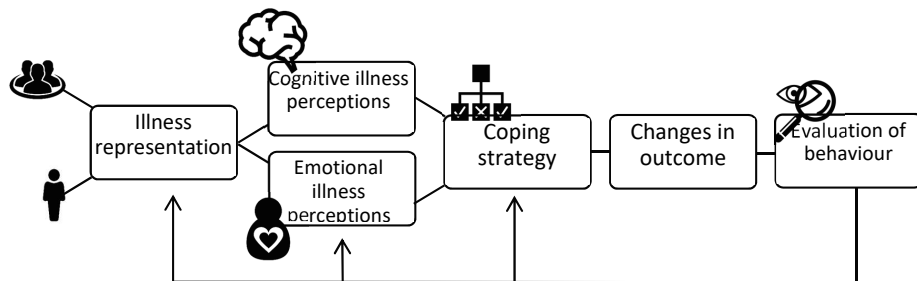 Illness
representation
Cognitive illness
perceptions
Emotional
illness
perceptions
Coping
strategy
Changes in
outcome
Evaluation of
behaviour